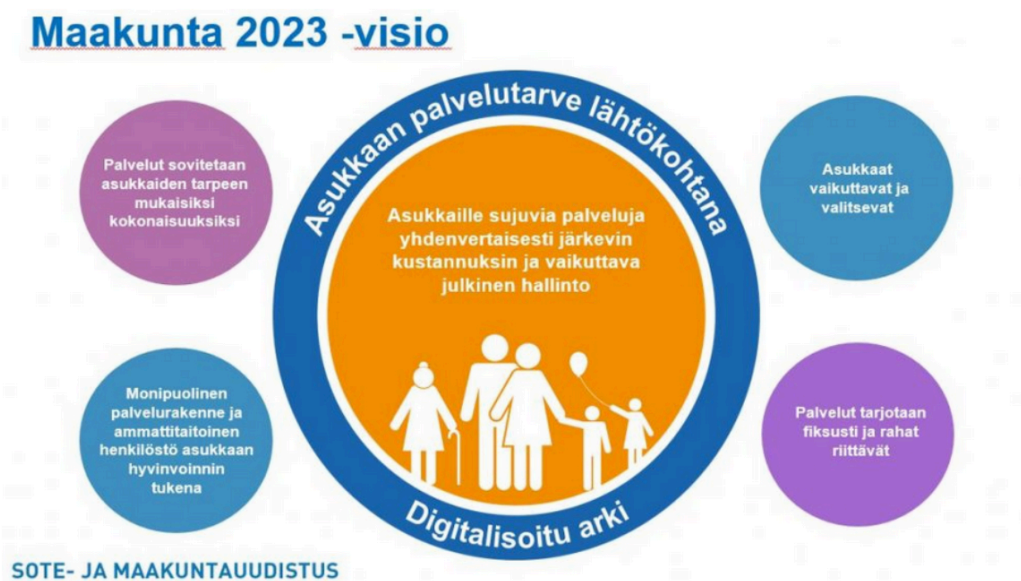 Maakunta 2023 -visio
Asukkaan palvelutarve lähtökohtana
Palvelut sovitetaan
asukkaiden tarpeen
mukaisiksi
kokonaisuuksiksi
Asukkaille sujuvia palveluja
yhdenvertaisesti järkevin
kustannuksin ja vaikuttava
julkinen hallinto
Asukkaat
vaikuttavat ja
valitsevat
Monipuolinen
palvelurakenne ja
ammattitaitoinen
henkilöstö asukkaan
hyvinvoinnin
tukena
Palvelut tarjotaan
fiksusti ja rahat
riittävät
Digitalisoitu arki
SOTE- JA MAAKUNTAUUDISTUS